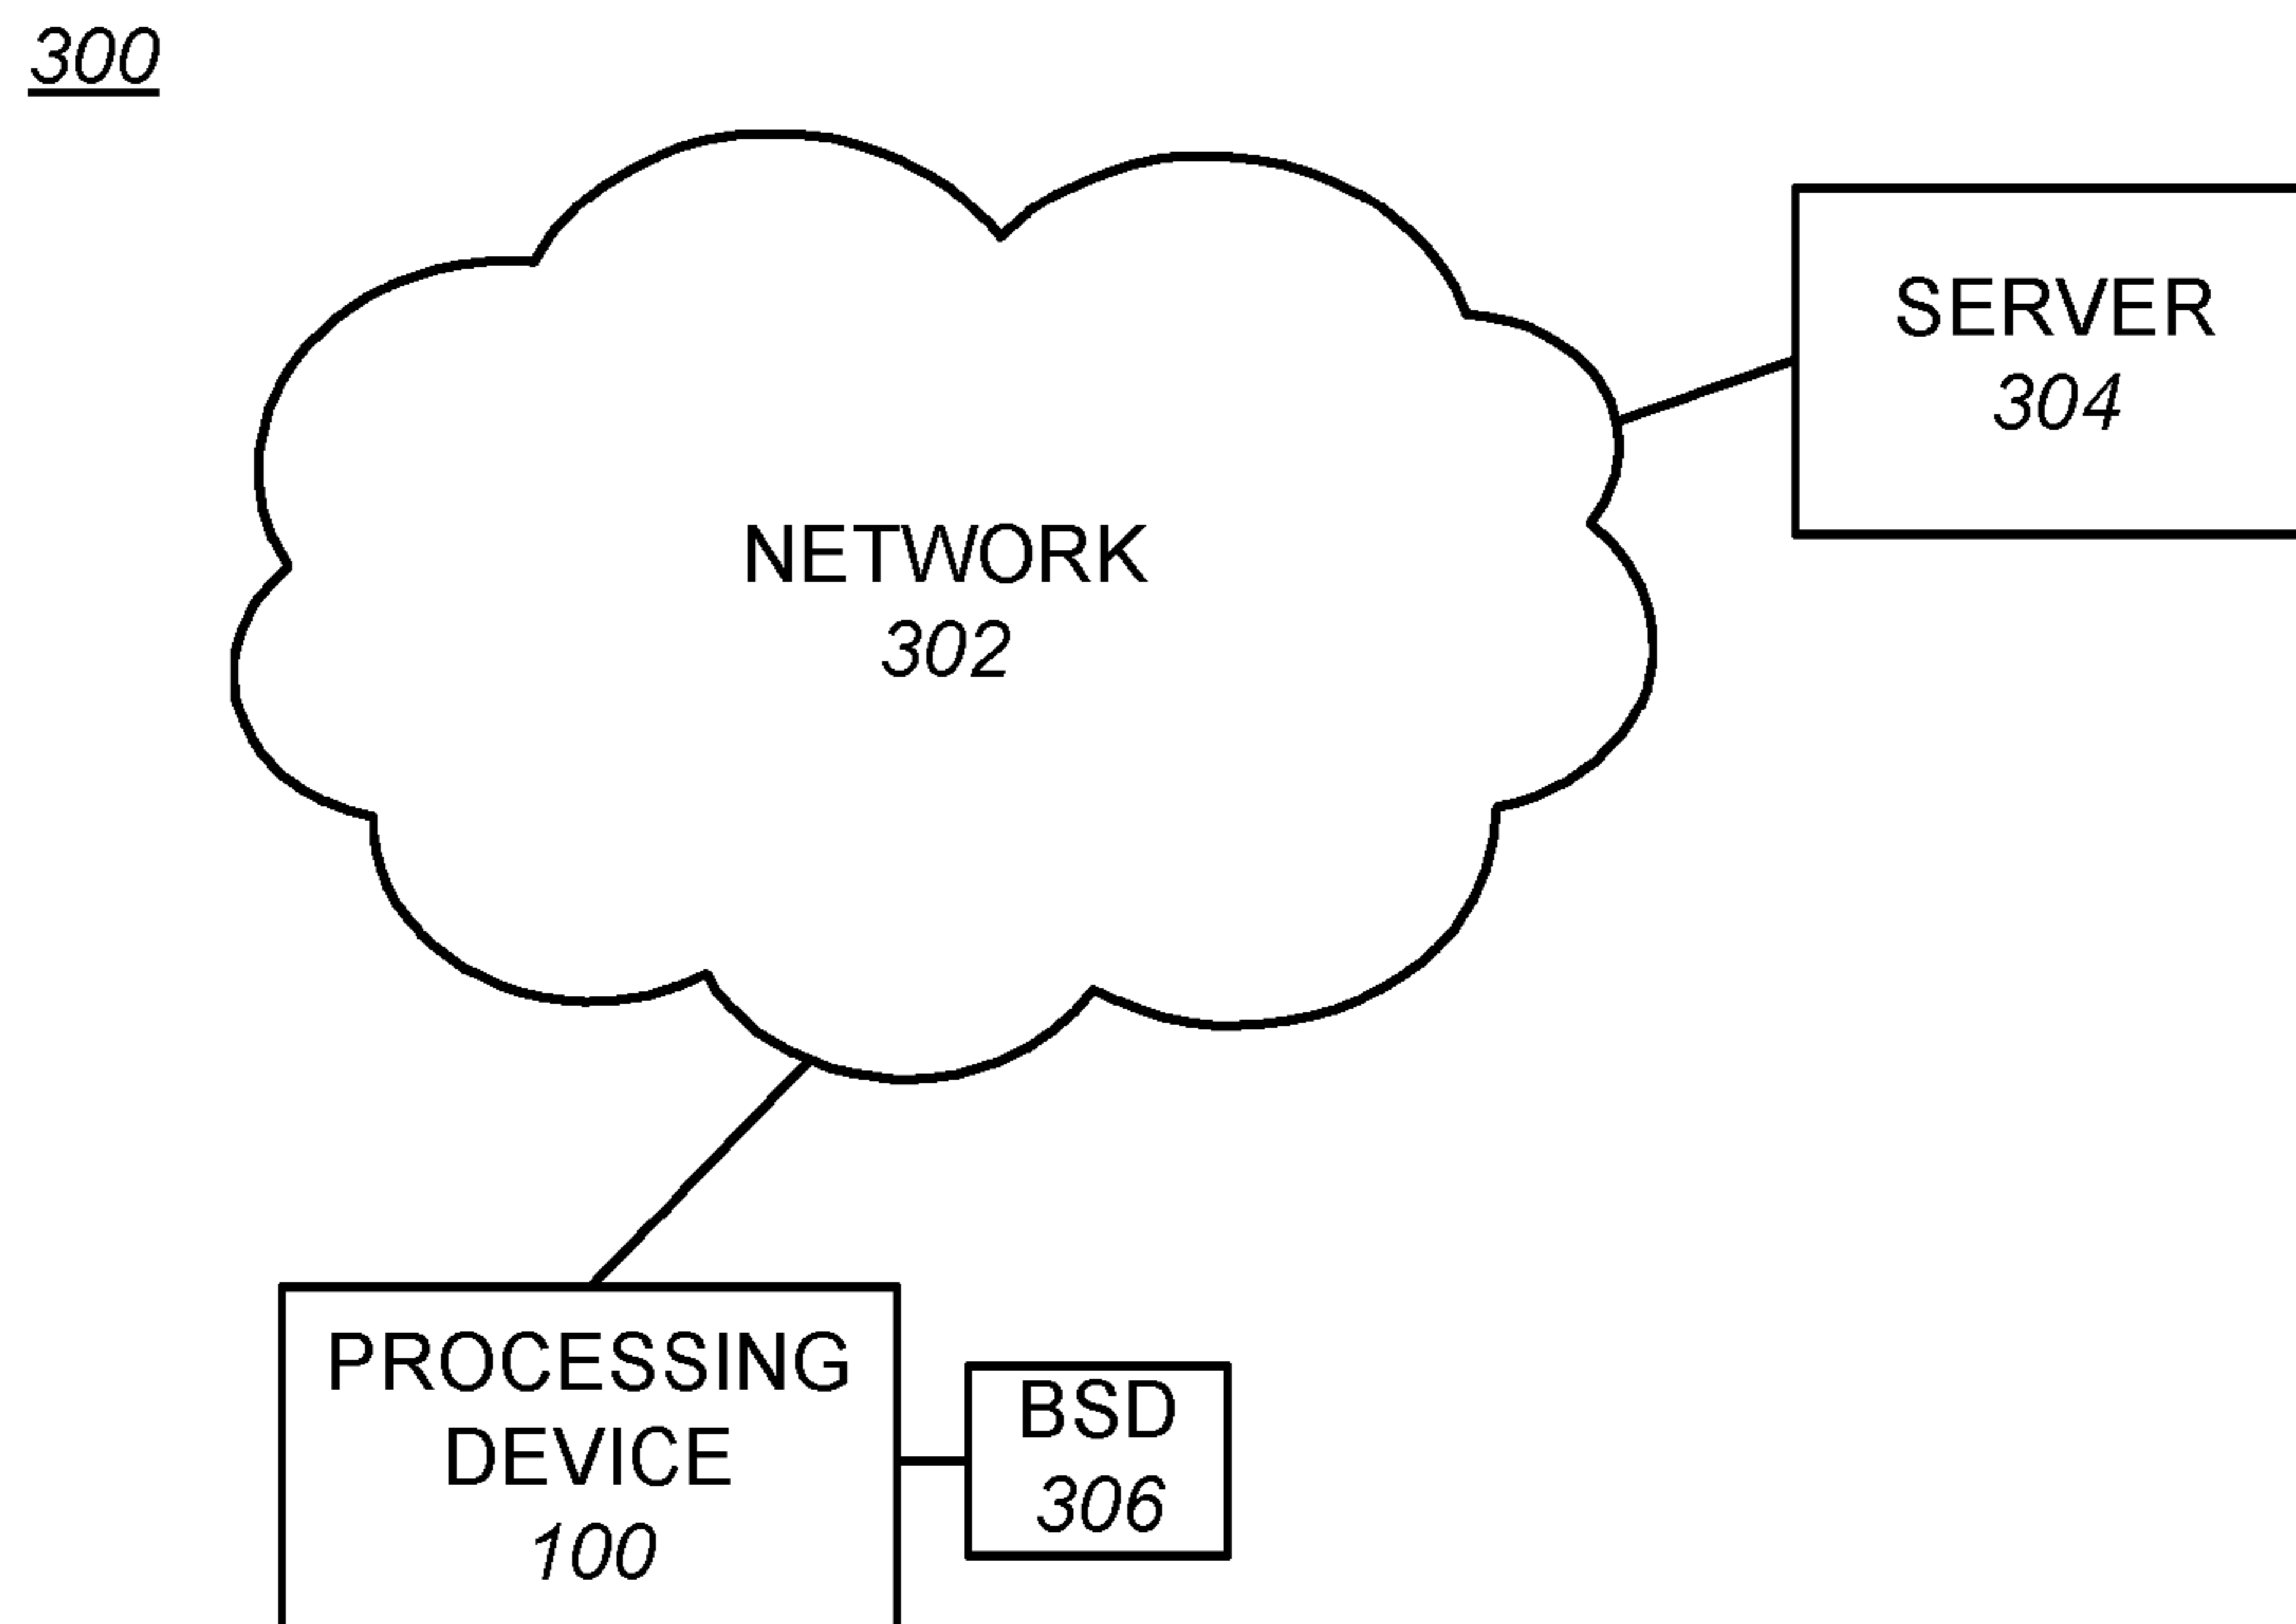 300
SERVER
304
NETWORK
302
PROCESSING
DEVICE
100
BSD
306